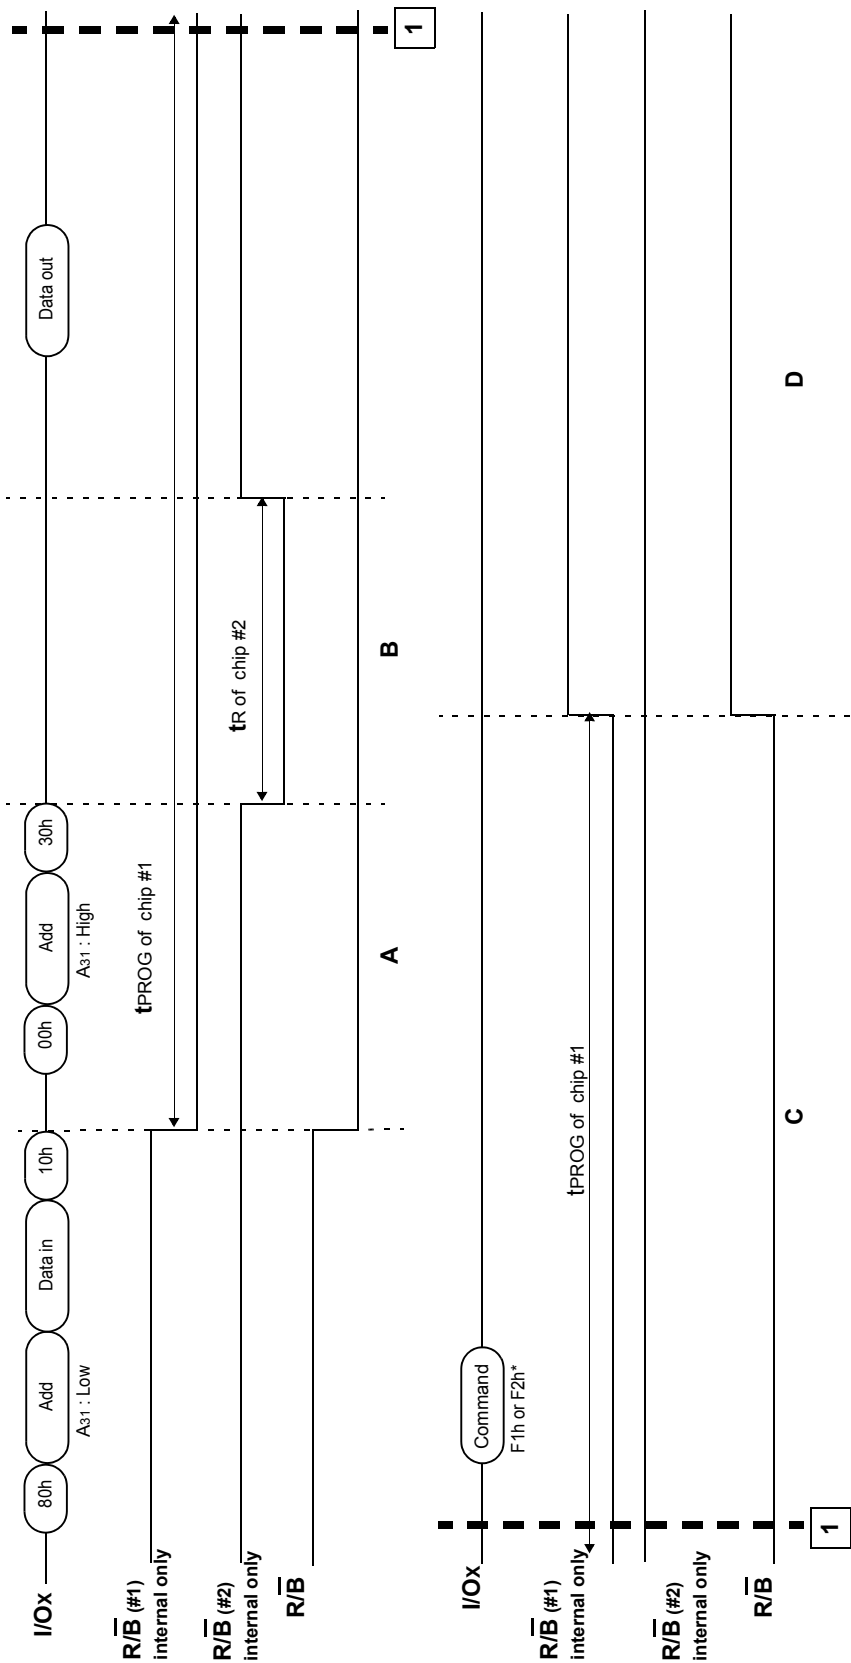 I/Ox
80h
Add
Data in
10h
00h
Add
30h
Data out
A31 : Low
A31 : High
R/B̅ (#1)
internal only
tPROG of chip #1
R/B̅ (#2)
internal only
tR of chip #2
R/B̅
A
B
1
I/Ox
Command
F1h or F2h*
R/B̅ (#1)
internal only
tPROG of chip #1
R/B̅ (#2)
internal only
R/B̅
C
D
1